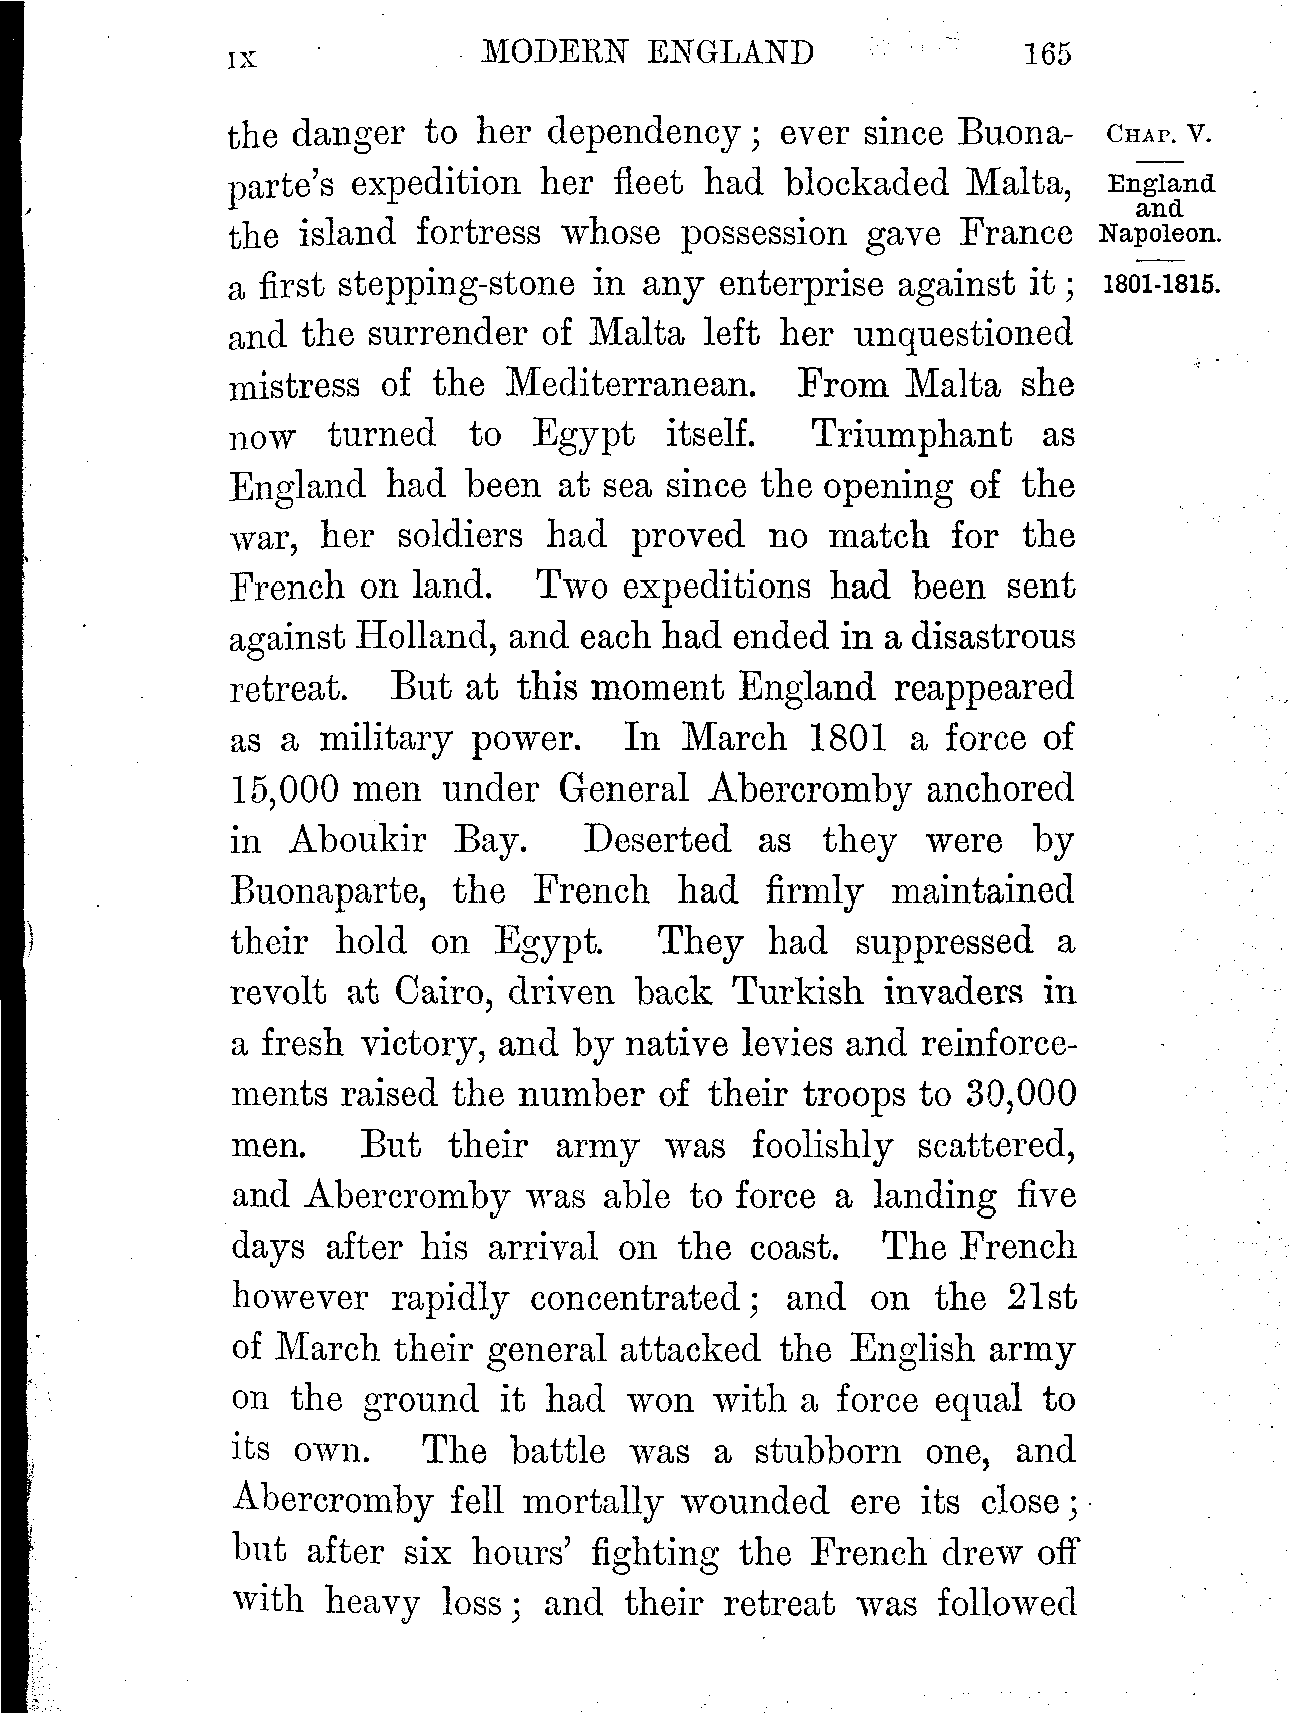 IX MODERN ENGLAND 165
the danger to her dependency; ever since Buona-
parte's expedition her fleet had blockaded Malta,
the island fortress whose possession gave France
a first stepping-stone in any enterprise against it;
and the surrender of Malta left her unquestioned
mistress of the Mediterranean. From Malta she
now turned to Egypt itself. Triumphant as
England had been at sea since the opening of the
war, her soldiers had proved no match for the
French on land. Two expeditions had been sent
against Holland, and each had ended in a disastrous
retreat. But at this moment England reappeared
as a military power. In March 1801 a force of
15,000 men under General Abercromby anchored
in Aboukir Bay. Deserted as they were by
Buonaparte, the French had firmly maintained
their hold on Egypt. They had suppressed a
revolt at Cairo, driven back Turkish invaders in
a fresh victory, and by native levies and reinforce-
ments raised the number of their troops to 30,000
men. But their army was foolishly scattered,
and Abercromby was able to force a landing five
days after his arrival on the coast. The French
however rapidly concentrated; and on the 21st
of March their general attacked the English army
on the ground it had won with a force equal to
its own. The battle was a stubborn one, and
Abercromby fell mortally wounded ere its close;
but after six hours' fighting the French drew off
with heavy loss; and their retreat was followed
CHAP. V.
England
and
Napoleon.
1801-1815.